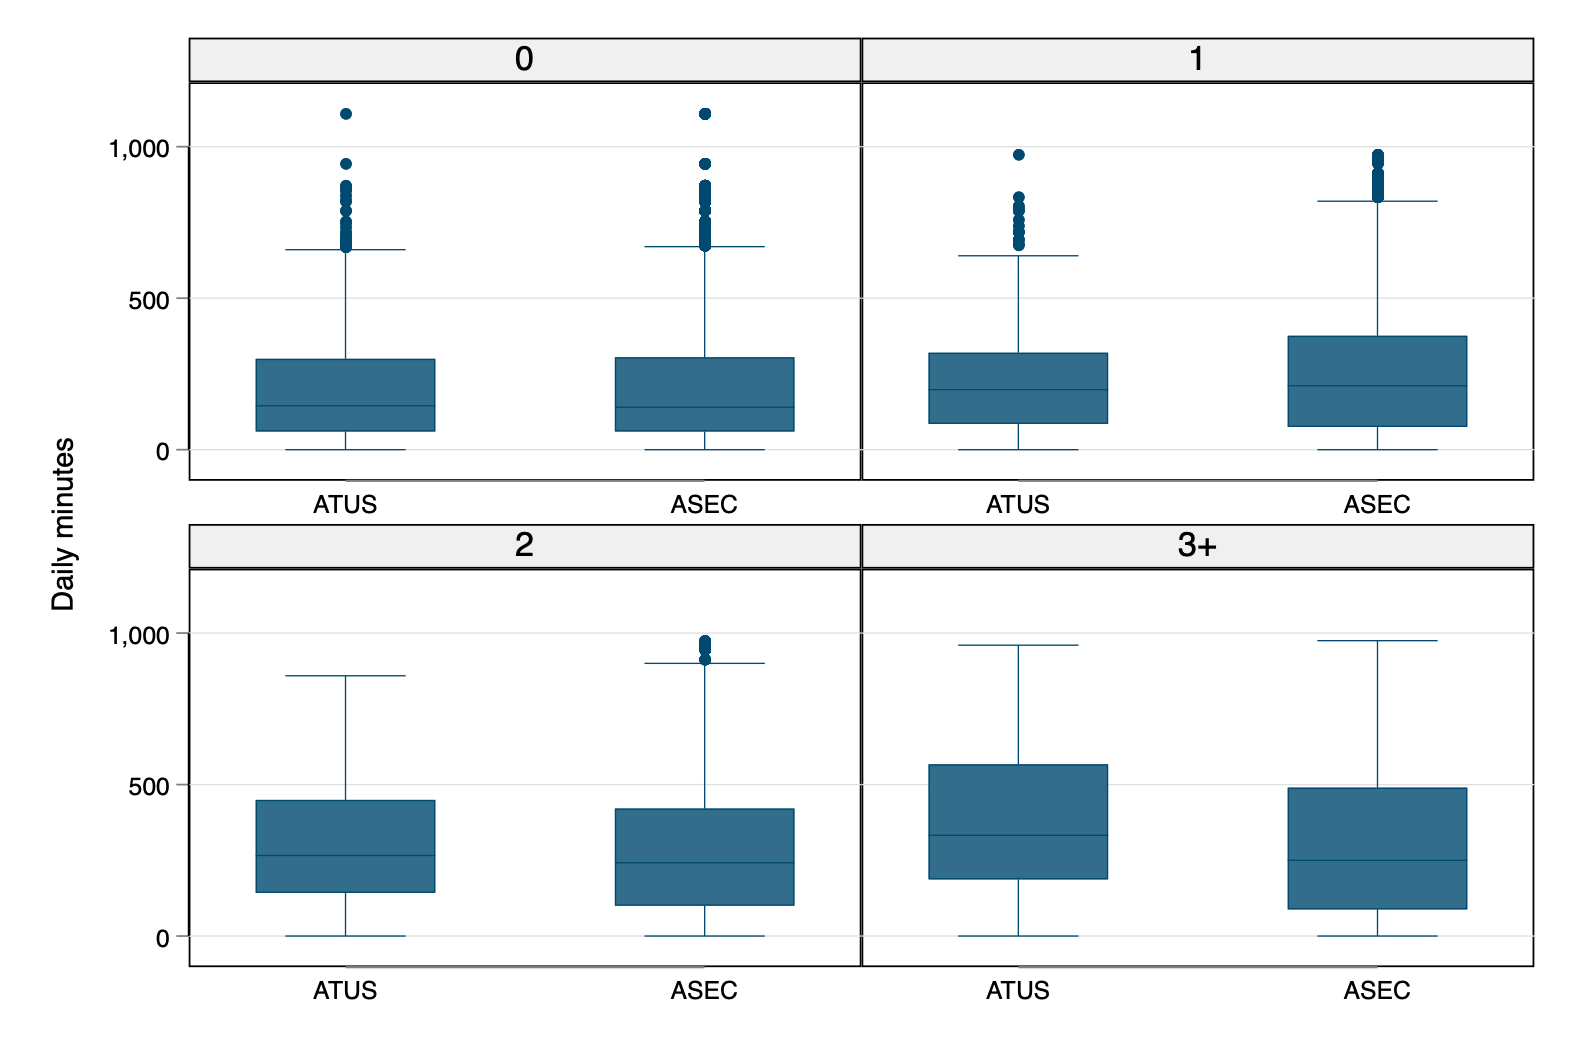 0
1
1,000
500
0
ATUS
ASEC
ATUS
ASEC
Daily minutes
2
3+
1,000
500
0
ATUS
ASEC
ATUS
ASEC